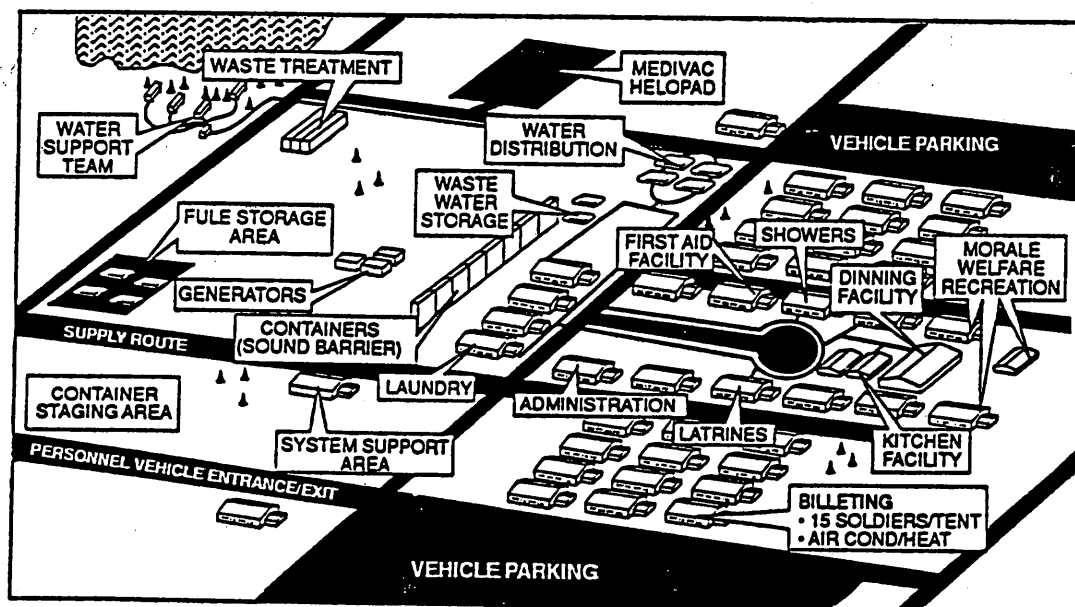 WASTE TREATMENT
MEDIVAC
HELOPAD
WATER
SUPPORT
TEAM
WATER
DISTRIBUTION
VEHICLE PARKING
WASTE
WATER
STORAGE
FULE STORAGE
AREA
FIRST AID
FACILITY
SHOWERS
MORALE
WELFARE
RECREATION
DINNING
FACILITY
GENERATORS
CONTAINERS
(SOUND BARRIER)
SUPPLY ROUTE
LAUNDRY
CONTAINER
STAGING AREA
ADMINISTRATION
LATRINES
SYSTEM SUPPORT
AREA
KITCHEN
FACILITY
PERSONNEL VEHICLE ENTRANCE/EXIT
BILLETING
• 15 SOLDIERS/TENT
• AIR COND/HEAT
VEHICLE PARKING